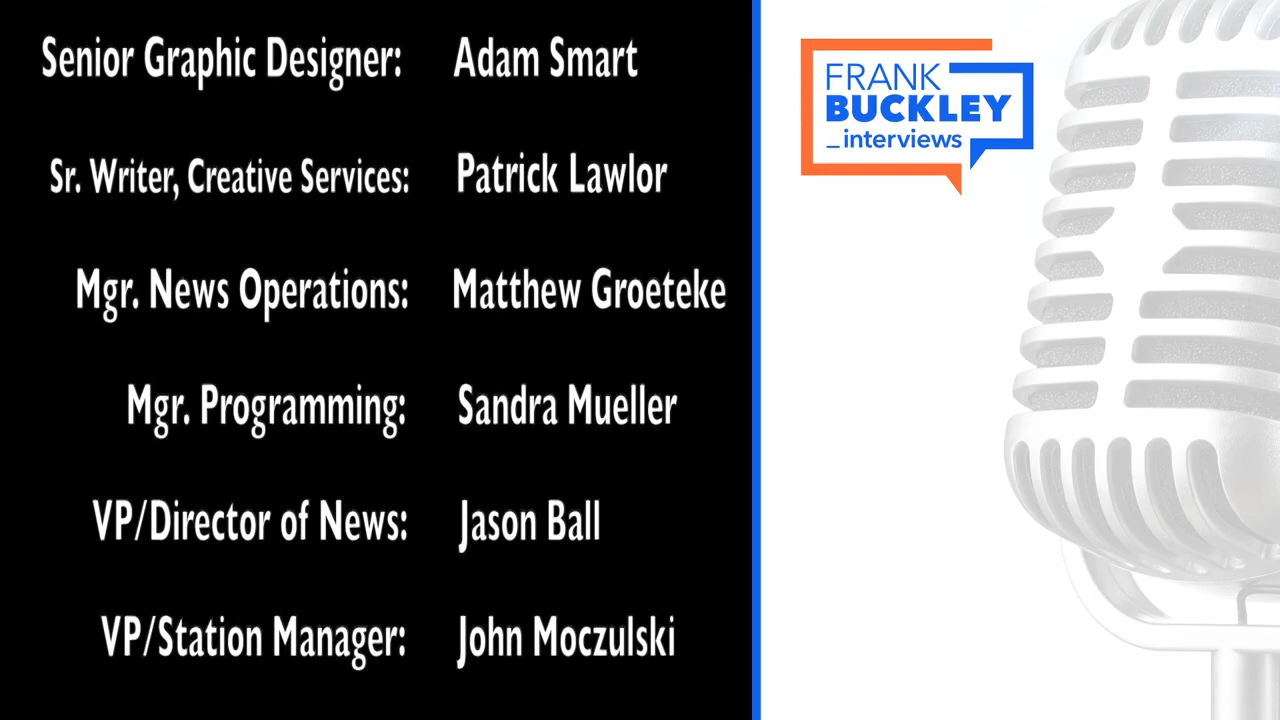 Senior Graphic Designer: Adam Smart
Sr. Writer, Creative Services: Patrick Lawlor
Mgr. News Operations: Matthew Groeteke
Mgr. Programming: Sandra Mueller
VP/Director of News: Jason Ball
VP/Station Manager: John Moczulski
FRANK
BUCKLEY
_interviews